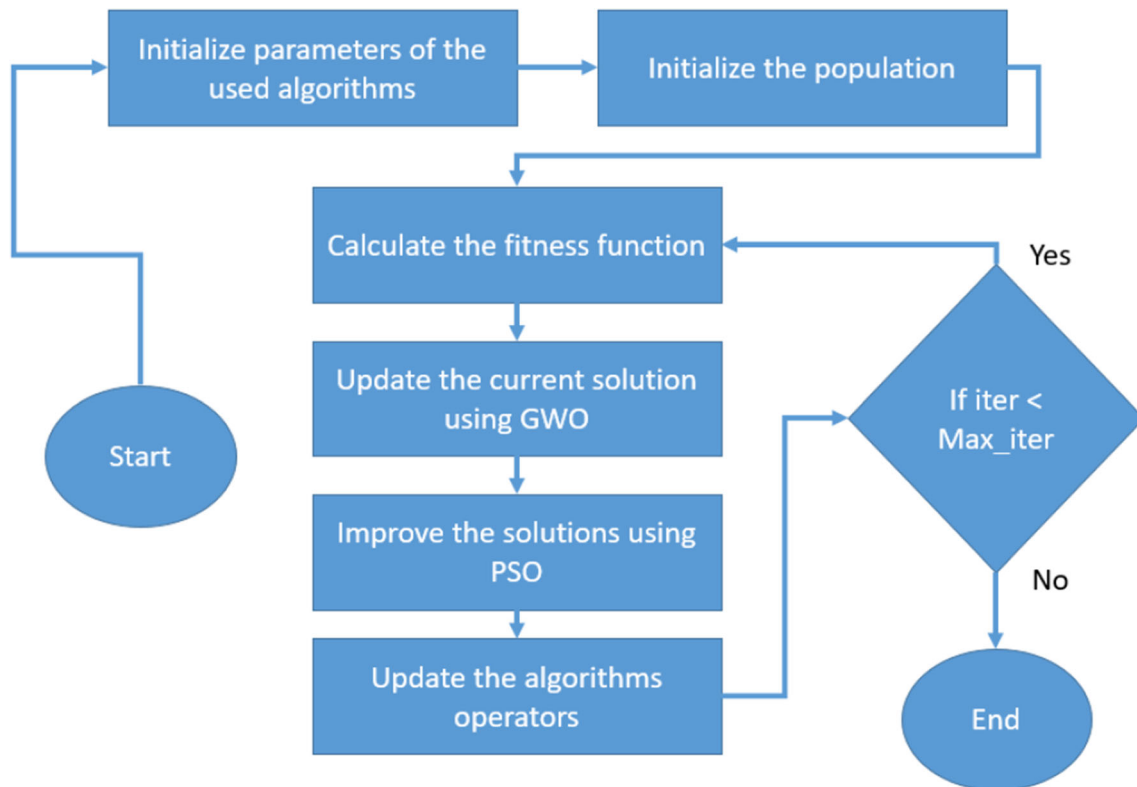 Initialize parameters of the
used algorithms
Initialize the population
Calculate the fitness function
Yes
Update the current solution
using GWO
If iter <
Max_iter
Start
Improve the solutions using
PSO
No
Update the algorithms
operators
End